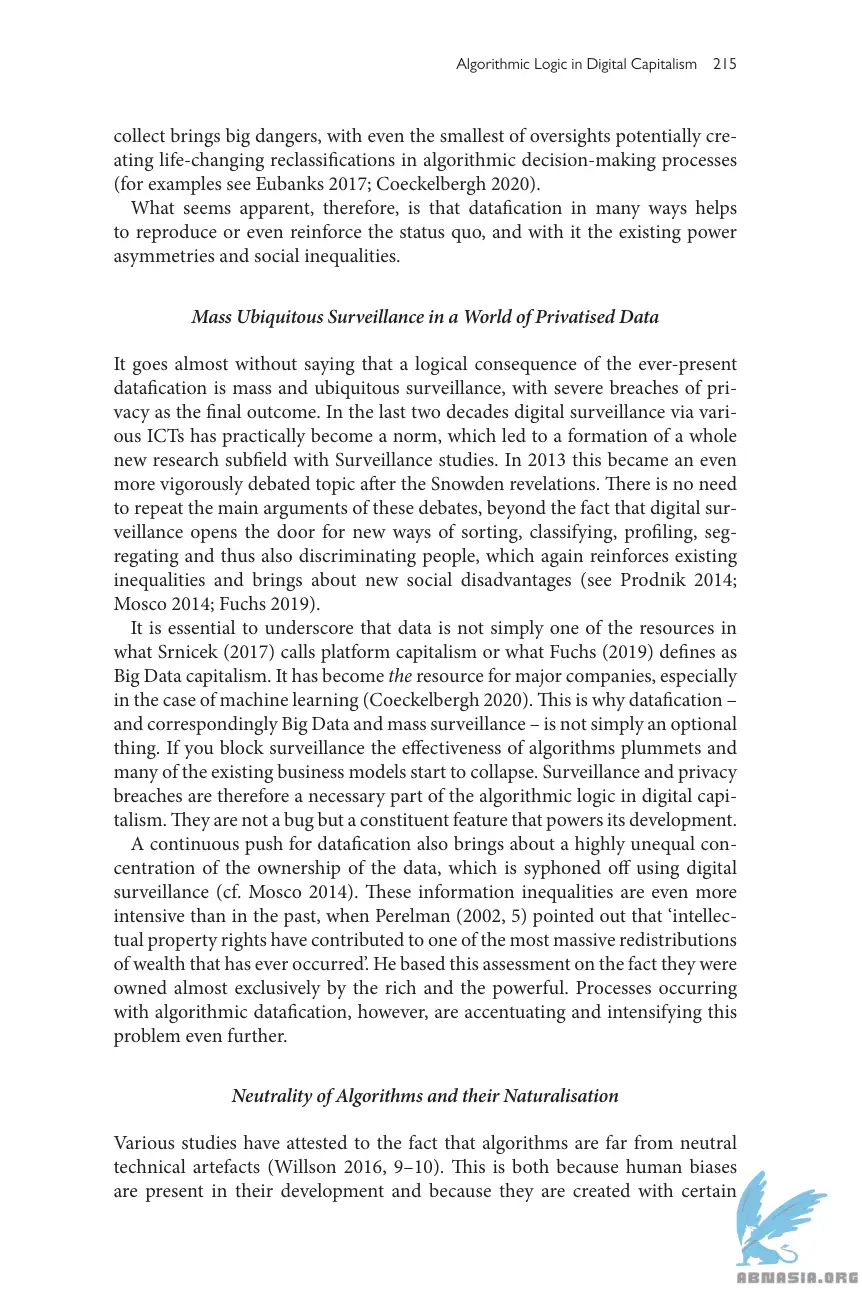 Algorithmic Logic in Digital Capitalism 215
collect brings big dangers, with even the smallest of oversights potentially cre-
ating life-changing reclassifications in algorithmic decision-making processes
(for examples see Eubanks 2017; Coeckelbergh 2020).
What seems apparent, therefore, is that datafication in many ways helps
to reproduce or even reinforce the status quo, and with it the existing power
asymmetries and social inequalities.
Mass Ubiquitous Surveillance in a World of Privatised Data
It goes almost without saying that a logical consequence of the ever-present
datafication is mass and ubiquitous surveillance, with severe breaches of pri-
vacy as the final outcome. In the last two decades digital surveillance via vari-
ous ICTs has practically become a norm, which led to a formation of a whole
new research subfield with Surveillance studies. In 2013 this became an even
more vigorously debated topic after the Snowden revelations. There is no need
to repeat the main arguments of these debates, beyond the fact that digital sur-
veillance opens the door for new ways of sorting, classifying, profiling, seg-
regating and thus also discriminating people, which again reinforces existing
inequalities and brings about new social disadvantages (see Prodnik 2014;
Mosco 2014; Fuchs 2019).
It is essential to underscore that data is not simply one of the resources in
what Srnicek (2017) calls platform capitalism or what Fuchs (2019) defines as
Big Data capitalism. It has become the resource for major companies, especially
in the case of machine learning (Coeckelbergh 2020). This is why datafication –
and correspondingly Big Data and mass surveillance – is not simply an optional
thing. If you block surveillance the effectiveness of algorithms plummets and
many of the existing business models start to collapse. Surveillance and privacy
breaches are therefore a necessary part of the algorithmic logic in digital capi-
talism. They are not a bug but a constituent feature that powers its development.
A continuous push for datafication also brings about a highly unequal con-
centration of the ownership of the data, which is syphoned off using digital
surveillance (cf. Mosco 2014). These information inequalities are even more
intensive than in the past, when Perelman (2002, 5) pointed out that ‘intellec-
tual property rights have contributed to one of the most massive redistributions
of wealth that has ever occurred’. He based this assessment on the fact they were
owned almost exclusively by the rich and the powerful. Processes occurring
with algorithmic datafication, however, are accentuating and intensifying this
problem even further.
Neutrality of Algorithms and their Naturalisation
Various studies have attested to the fact that algorithms are far from neutral
technical artefacts (Willson 2016, 9–10). This is both because human biases
are present in their development and because they are created with certain
ABNASIA.ORG